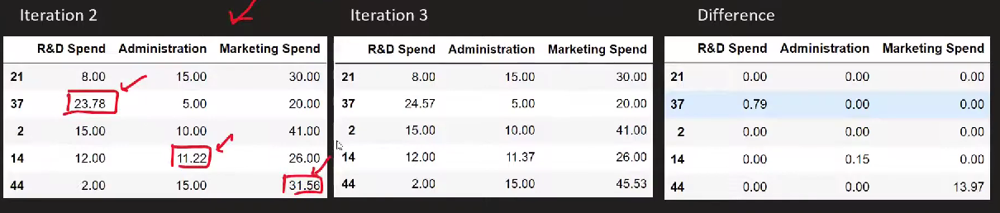 Iteration 2 Iteration 3 Difference
R&D Spend Administration Marketing Spend R&D Spend Administration Marketing Spend R&D Spend Administration Marketing Spend
21 8.00 15.00 30.00 21 8.00 15.00 30.00 21 0.00 0.00 0.00
37 23.78 5.00 20.00 37 24.57 5.00 20.00 37 0.79 0.00 0.00
2 15.00 10.00 41.00 2 15.00 10.00 41.00 2 0.00 0.00 0.00
14 12.00 11.22 26.00 14 12.00 11.37 26.00 14 0.00 0.15 0.00
44 2.00 15.00 31.56 44 2.00 15.00 45.53 44 0.00 0.00 13.97